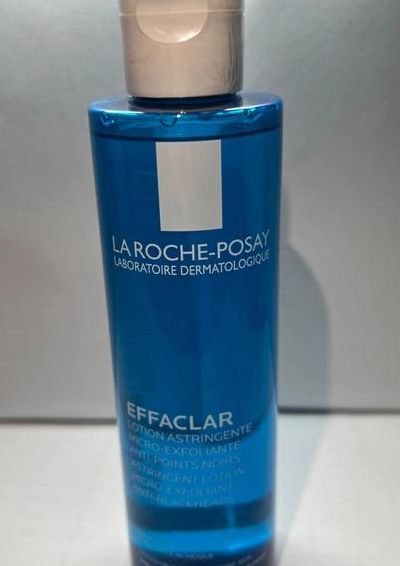 LA ROCHE-POSAY
LABORATOIRE DERMATOLOGIQUE
EFFACLAR
LOTION ASTRINGENTE
MICRO-EXFOLIANTE
ANTI-POINTS NOIRS
ASTRINGENT LOTION
MICRO-EXFOLIANT
ANTI-BLACKHEADS